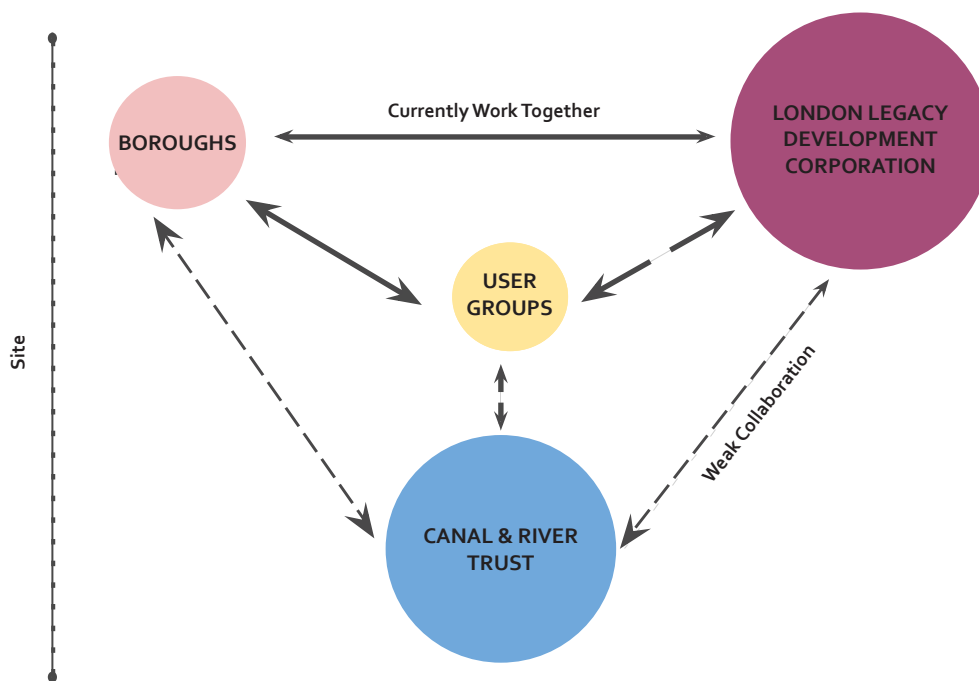 Currently Work Together
BOROUGHS
LONDON LEGACY
DEVELOPMENT
CORPORATION
USER
GROUPS
Site
Weak Collaboration
CANAL & RIVER
TRUST